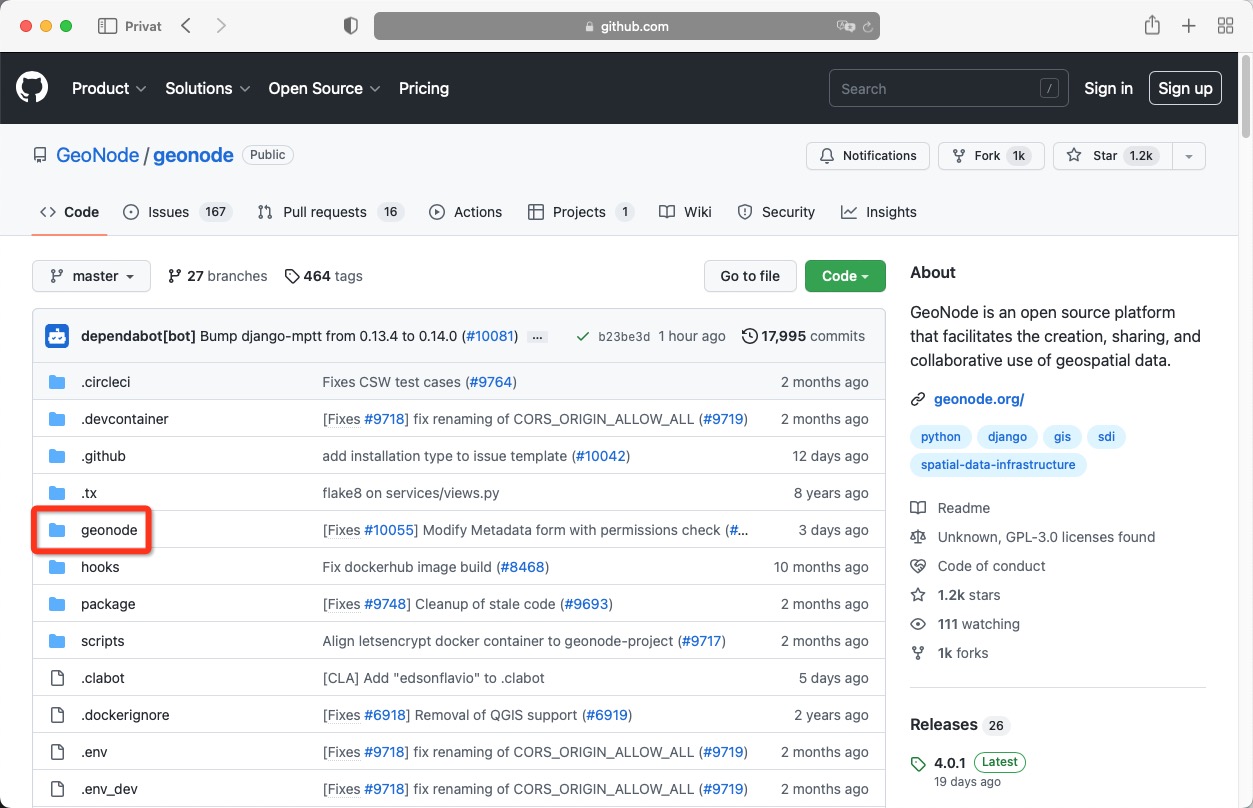 Privat
github.com
Product Solutions Open Source Pricing Search / Sign in Sign up
GeoNode / geonode Public Notifications Fork 1k Star 1.2k
Code Issues 167 Pull requests 16 Actions Projects 1 Wiki Security Insights
master 27 branches 464 tags Go to file Code
dependabot[bot] Bump django-mptt from 0.13.4 to 0.14.0 (#10081) ... b23be3d 1 hour ago 17,995 commits
.circleci Fixes CSW test cases (#9764) 2 months ago
.devcontainer [Fixes #9718] fix renaming of CORS_ORIGIN_ALLOW_ALL (#9719) 2 months ago
.github add installation type to issue template (#10042) 12 days ago
.tx flake8 on services/views.py 8 years ago
geonode [Fixes #10055] Modify Metadata form with permissions check (#... 3 days ago
hooks Fix dockerhub image build (#8468) 10 months ago
package [Fixes #9748] Cleanup of stale code (#9693) 2 months ago
scripts Align letsencrypt docker container to geonode-project (#9717) 2 months ago
.clabot [CLA] Add "edsonflavio" to .clabot 5 days ago
.dockerignore [Fixes #6918] Removal of QGIS support (#6919) 2 years ago
.env [Fixes #9718] fix renaming of CORS_ORIGIN_ALLOW_ALL (#9719) 2 months ago
.env_dev [Fixes #9718] fix renaming of CORS_ORIGIN_ALLOW_ALL (#9719) 2 months ago
About
GeoNode is an open source platform
that facilitates the creation, sharing, and
collaborative use of geospatial data.
geonode.org/
python django gis sdi
spatial-data-infrastructure
Readme
Unknown, GPL-3.0 licenses found
Code of conduct
1.2k stars
111 watching
1k forks
Releases 26
4.0.1 Latest
19 days ago